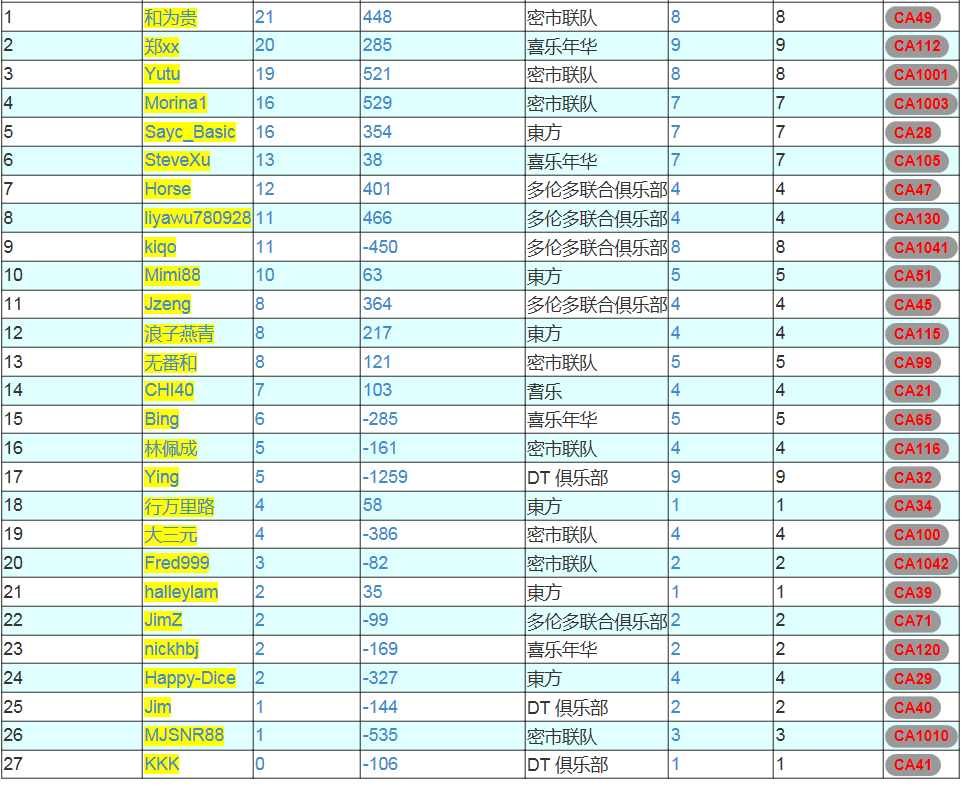 1 和为贵 21 448 密市联队 8 8 CA49
2 郑xx 20 285 喜乐年华 9 9 CA112
3 Yutu 19 521 密市联队 8 8 CA1001
4 Morina1 16 529 密市联队 7 7 CA1003
5 Sayc_Basic 16 354 東方 7 7 CA28
6 SteveXu 13 38 喜乐年华 7 7 CA105
7 Horse 12 401 多伦多联合俱乐部 4 4 CA47
8 liyawu780928 11 466 多伦多联合俱乐部 4 4 CA130
9 kiqo 11 -450 多伦多联合俱乐部 8 8 CA1041
10 Mimi88 10 63 東方 5 5 CA51
11 Jzeng 8 364 多伦多联合俱乐部 4 4 CA45
12 浪子燕青 8 217 東方 4 4 CA115
13 无番和 8 121 密市联队 5 5 CA99
14 CHI40 7 103 耆乐 4 4 CA21
15 Bing 6 -285 喜乐年华 5 5 CA65
16 林佩成 5 -161 密市联队 4 4 CA116
17 Ying 5 -1259 DT 俱乐部 9 9 CA32
18 行万里路 4 58 東方 1 1 CA34
19 大三元 4 -386 密市联队 4 4 CA100
20 Fred999 3 -82 密市联队 2 2 CA1042
21 halleylam 2 35 東方 1 1 CA39
22 JimZ 2 -99 多伦多联合俱乐部 2 2 CA71
23 nickhbj 2 -169 喜乐年华 2 2 CA120
24 Happy-Dice 2 -327 東方 4 4 CA29
25 Jim 1 -144 DT 俱乐部 2 2 CA40
26 MJSNR88 1 -535 密市联队 3 3 CA1010
27 KKK 0 -106 DT 俱乐部 1 1 CA41